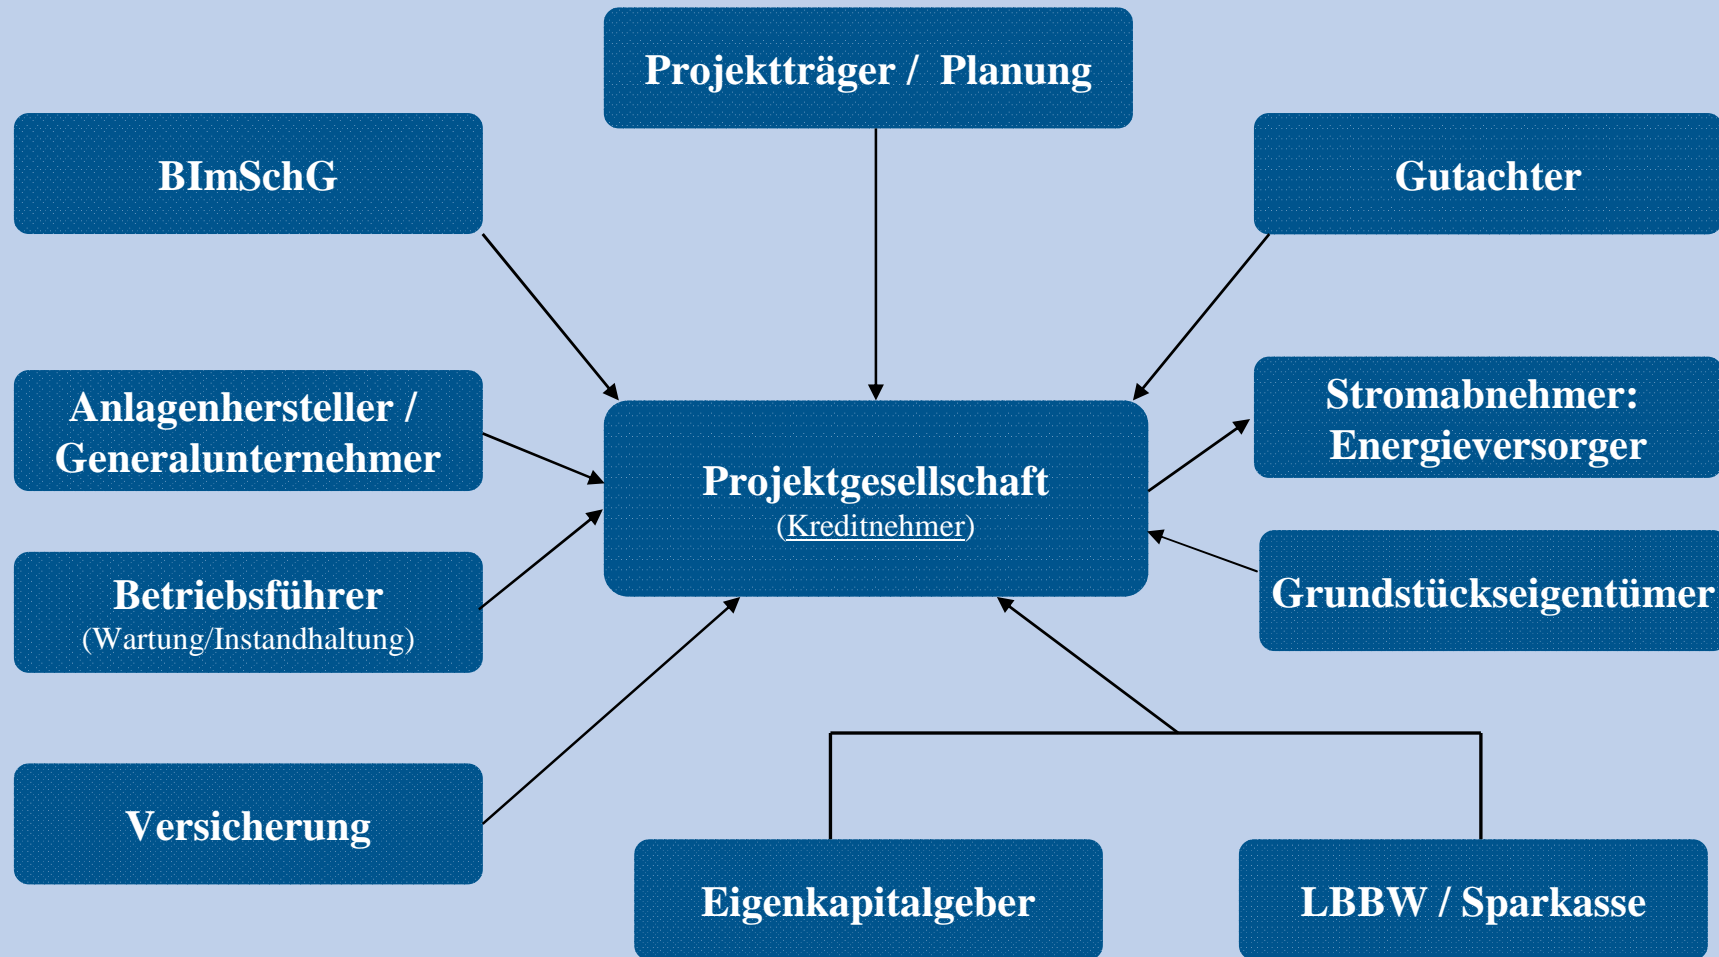 Projektträger / Planung
BImSchG
Gutachter
Anlagenhersteller /
Generalunternehmer
Stromabnehmer:
Energieversorger
Projektgesellschaft
(Kreditnehmer)
Betriebsführer
(Wartung/Instandhaltung)
Grundstückseigentümer
Versicherung
Eigenkapitalgeber
LBBW / Sparkasse